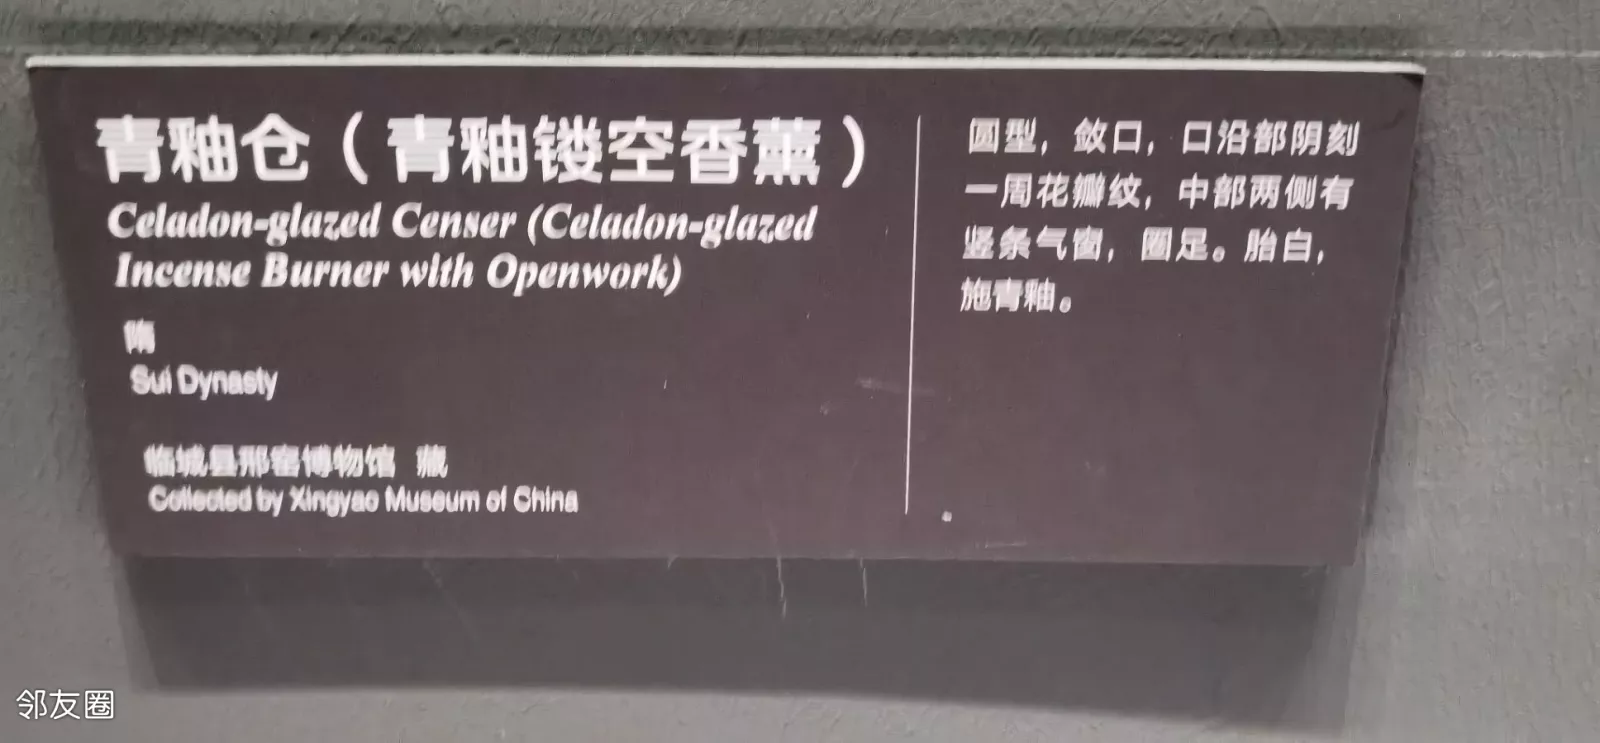 青釉仓（青釉镂空香薰）
Celadon-glazed Censer (Celadon-glazed
Incense Burner with Openwork)
隋
Sui Dynasty
临城县邢窑博物馆 藏
Collected by Xingyao Museum of China
圆型，敛口，口沿部阴刻
一周花瓣纹，中部两侧有
竖条气窗，圈足。胎白，
施青釉。
邻友圈